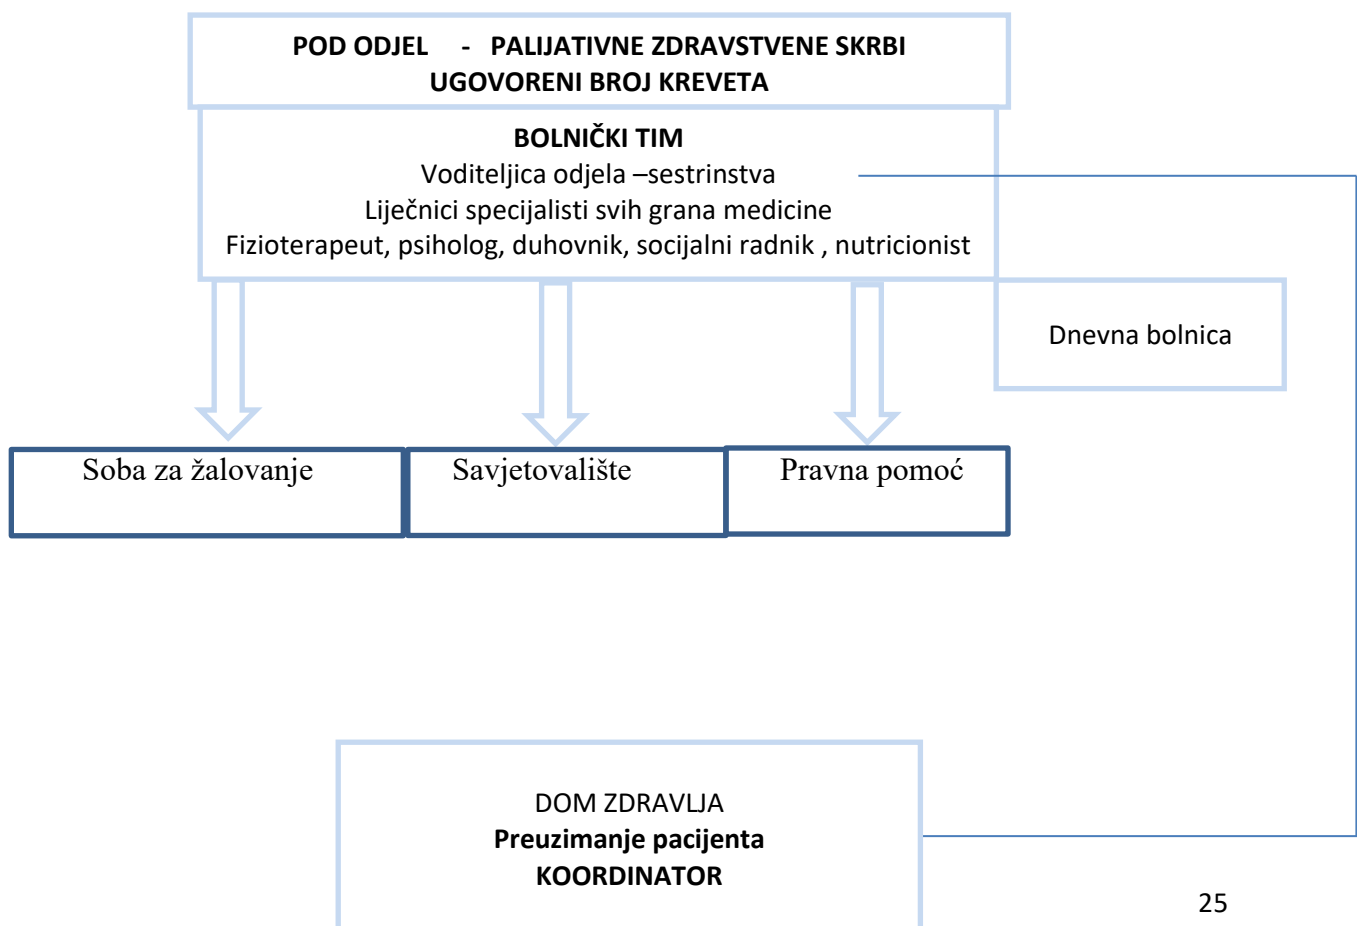 POD ODJEL - PALIJATIVNE ZDRAVSTVENE SKRBI
UGOVORENI BROJ KREVETA
BOLNIČKI TIM
Voditeljica odjela –sestrinstva
Liječnici specijalisti svih grana medicine
Fizioterapeut, psiholog, duhovnik, socijalni radnik , nutricionist
Dnevna bolnica
Soba za žalovanje
Savjetovalište
Pravna pomoć
DOM ZDRAVLJA
Preuzimanje pacijenta
KOORDINATOR
25